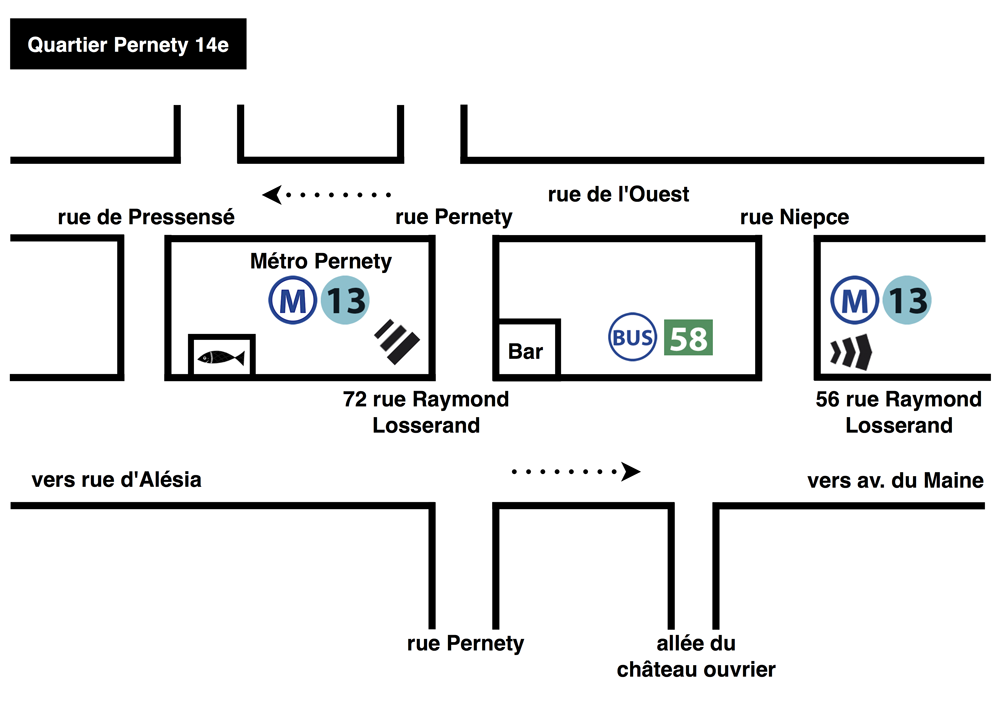 Quartier Pernety 14e
rue de l'Ouest
rue de Pressensé
rue Pernety
rue Niepce
Métro Pernety
M 13
M 13
BUS 58
Bar
72 rue Raymond
Losserand
56 rue Raymond
Losserand
vers rue d'Alésia
vers av. du Maine
rue Pernety
allée du
château ouvrier